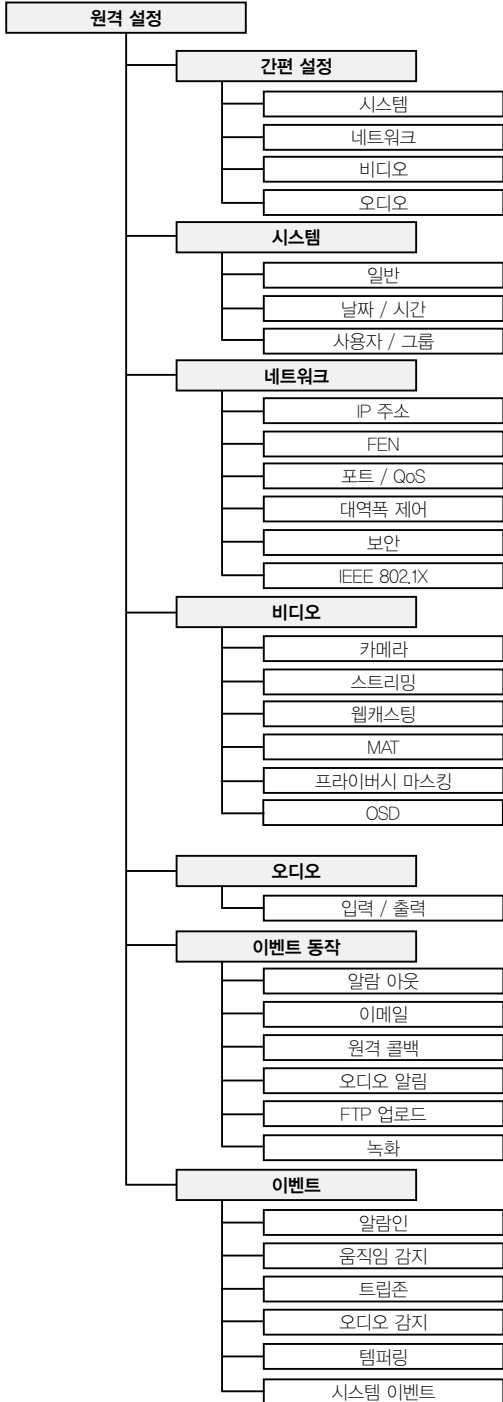 원격 설정
간편 설정
시스템
네트워크
비디오
오디오
시스템
일반
날짜 / 시간
사용자 / 그룹
네트워크
IP 주소
FEN
포트 / QoS
대역폭 제어
보안
IEEE 802.1X
비디오
카메라
스트리밍
웹캐스팅
MAT
프라이버시 마스킹
OSD
오디오
입력 / 출력
이벤트 동작
알람 아웃
이메일
원격 콜백
오디오 알림
FTP 업로드
녹화
이벤트
알람인
움직임 감지
트립존
오디오 감지
템퍼링
시스템 이벤트